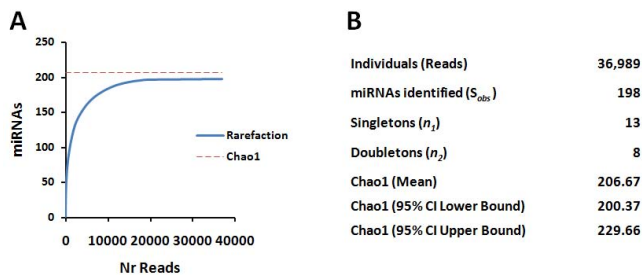 A
250
200
150
100
50
0
miRNAs
Rarefaction
Chao1
0 10000 20000 30000 40000
Nr Reads
B
Individuals (Reads) 36,989
miRNAs identified (Sobs) 198
Singletons (n1) 13
Doubletons (n2) 8
Chao1 (Mean) 206.67
Chao1 (95% CI Lower Bound) 200.37
Chao1 (95% CI Upper Bound) 229.66